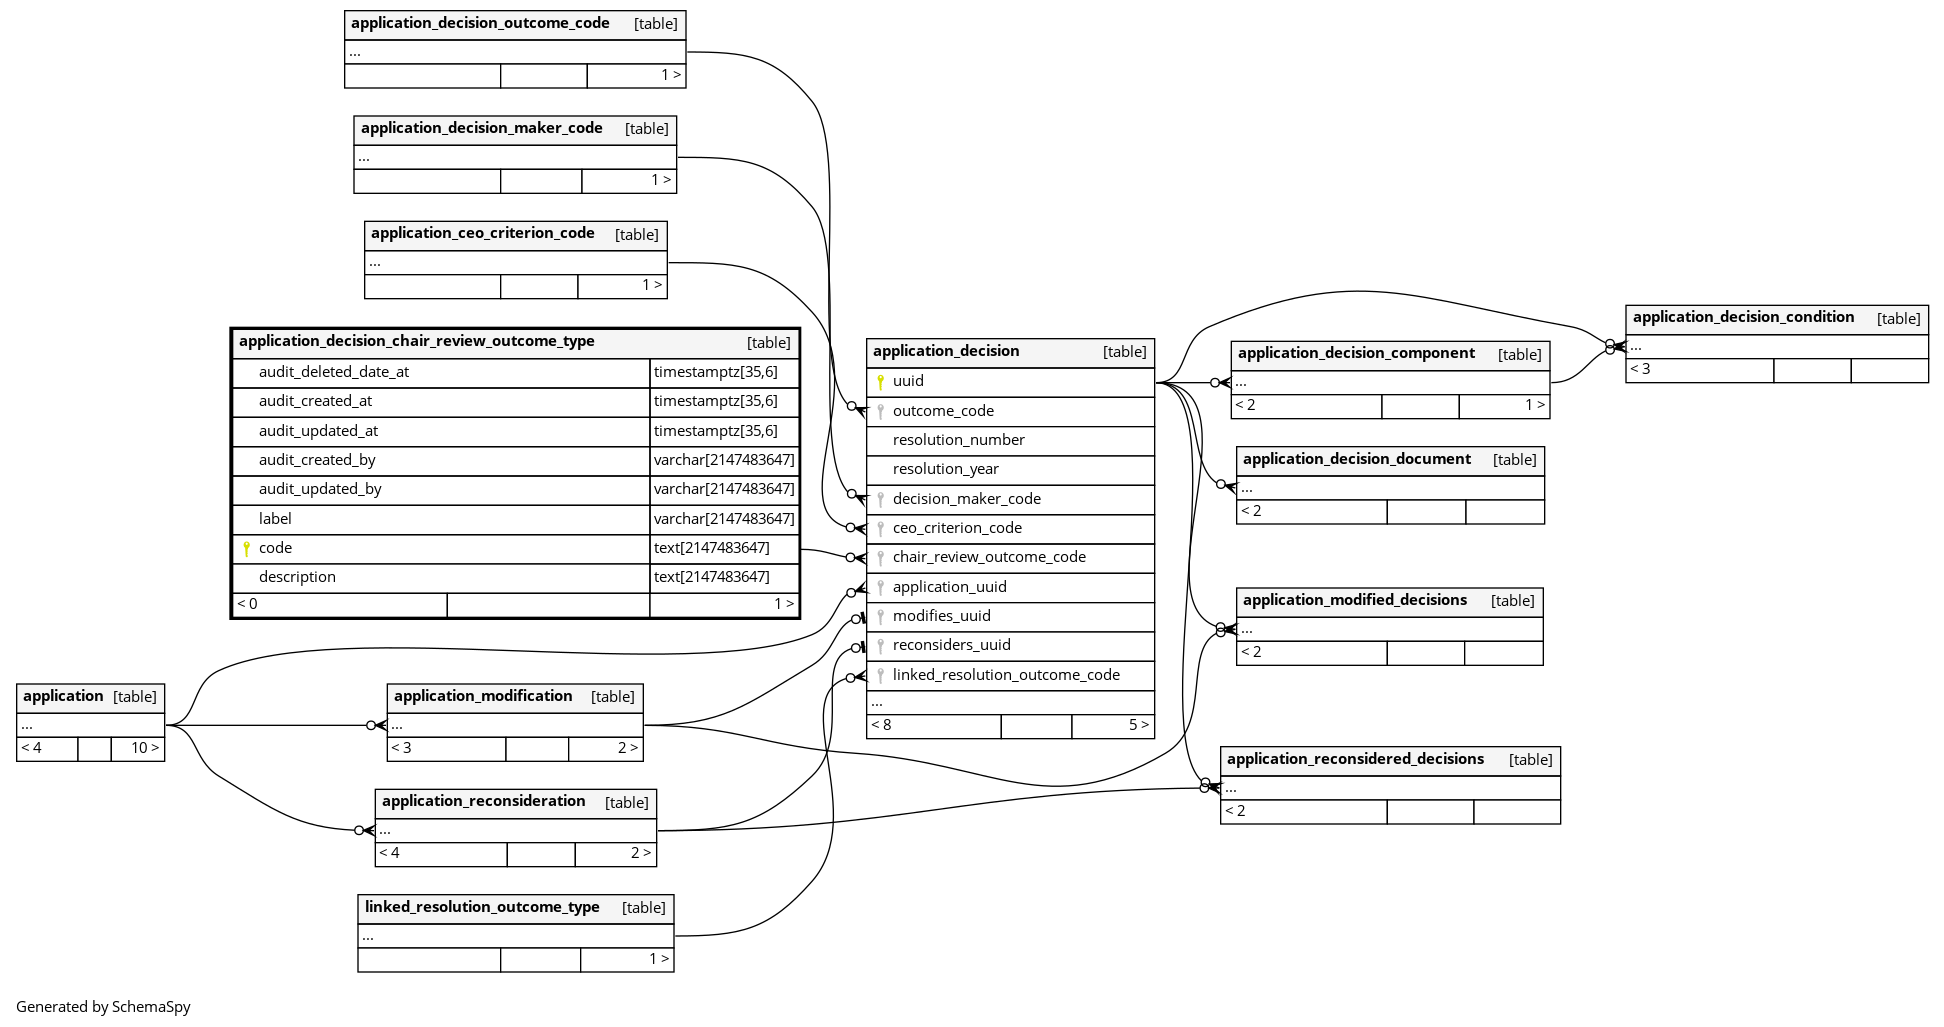 application_decision_outcome_code [table]
...
1 >
application_decision_maker_code [table]
...
1 >
application_ceo_criterion_code [table]
...
1 >
application_decision_chair_review_outcome_type [table]
audit_deleted_date_at timestamptz[35,6]
audit_created_at timestamptz[35,6]
audit_updated_at timestamptz[35,6]
audit_created_by varchar[2147483647]
audit_updated_by varchar[2147483647]
label varchar[2147483647]
code text[2147483647]
description text[2147483647]
< 0 1 >
application [table]
...
< 4 10 >
application_modification [table]
...
< 3 2 >
application_reconsideration [table]
...
< 4 2 >
linked_resolution_outcome_type [table]
...
1 >
application_decision [table]
uuid
outcome_code
resolution_number
resolution_year
decision_maker_code
ceo_criterion_code
chair_review_outcome_code
application_uuid
modifies_uuid
reconsiders_uuid
linked_resolution_outcome_code
...
< 8 5 >
application_decision_component [table]
...
< 2 1 >
application_decision_document [table]
...
< 2
application_modified_decisions [table]
...
< 2
application_reconsidered_decisions [table]
...
< 2
application_decision_condition [table]
...
< 3
Generated by SchemaSpy